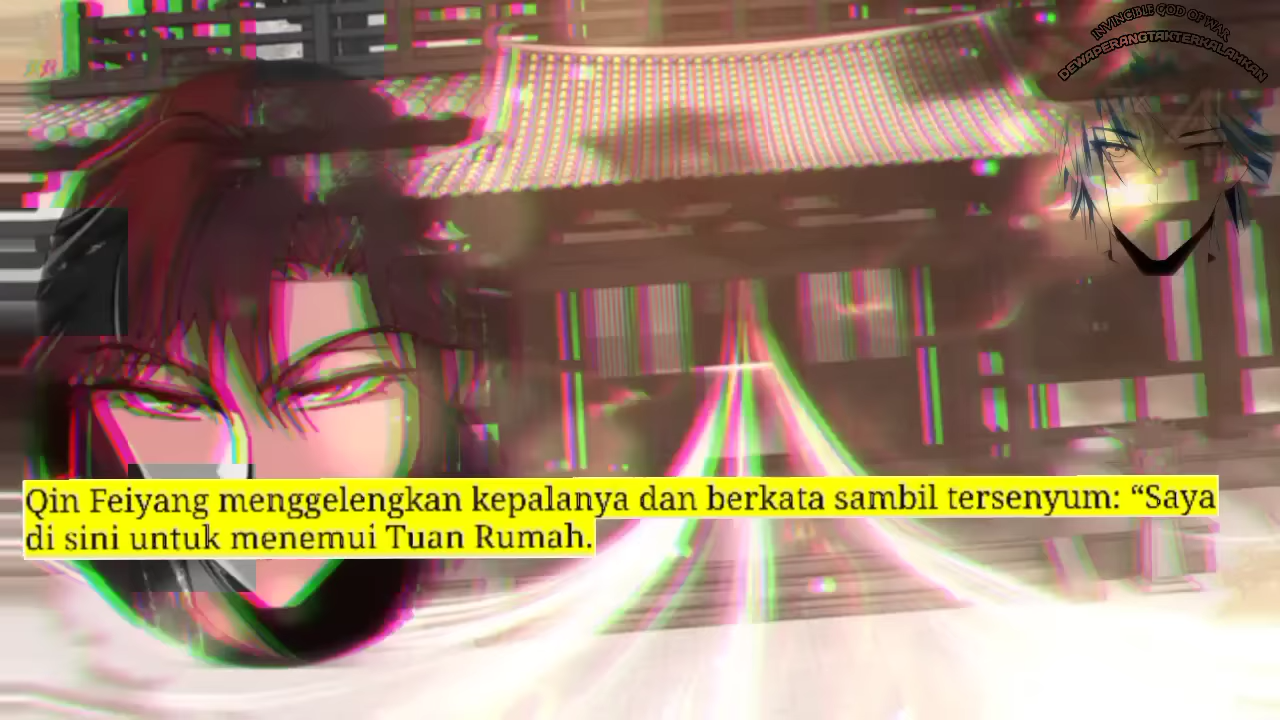 INVINCIBLE GOD OF WAR
DEWAPERANGTAKTERKALAHKAN
Qin Feiyang menggelengkan kepalanya dan berkata sambil tersenyum: “Saya
di sini untuk menemui Tuan Rumah.